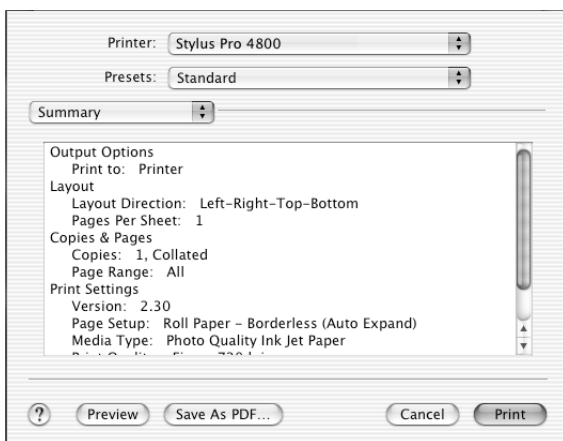 Printer: Stylus Pro 4800
Presets: Standard
Summary
Output Options
Print to: Printer
Layout
Layout Direction: Left-Right-Top-Bottom
Pages Per Sheet: 1
Copies & Pages
Copies: 1, Collated
Page Range: All
Print Settings
Version: 2.30
Page Setup: Roll Paper - Borderless (Auto Expand)
Media Type: Photo Quality Ink Jet Paper
? Preview Save As PDF... Cancel Print